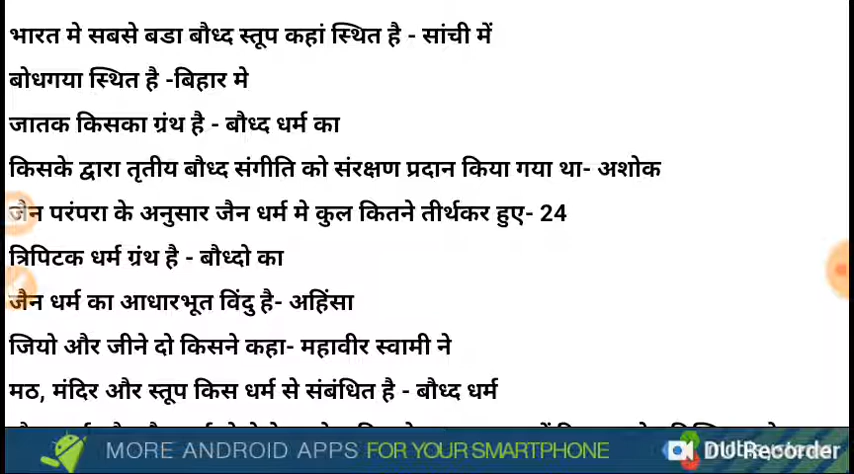 भारत मे सबसे बडा बौध्द स्तूप कहां स्थित है - सांची में
बोधगया स्थित है -बिहार मे
जातक किसका ग्रंथ है - बौध्द धर्म का
किसके द्वारा तृतीय बौध्द संगीति को संरक्षण प्रदान किया गया था- अशोक
जैन परंपरा के अनुसार जैन धर्म मे कुल कितने तीर्थकर हुए- 24
त्रिपिटक धर्म ग्रंथ है - बौध्दो का
जैन धर्म का आधारभूत विंदु है- अहिंसा
जियो और जीने दो किसने कहा- महावीर स्वामी ने
मठ, मंदिर और स्तूप किस धर्म से संबंधित है - बौध्द धर्म
MORE ANDROID APPS FOR YOUR SMARTPHONE
DU Recorder